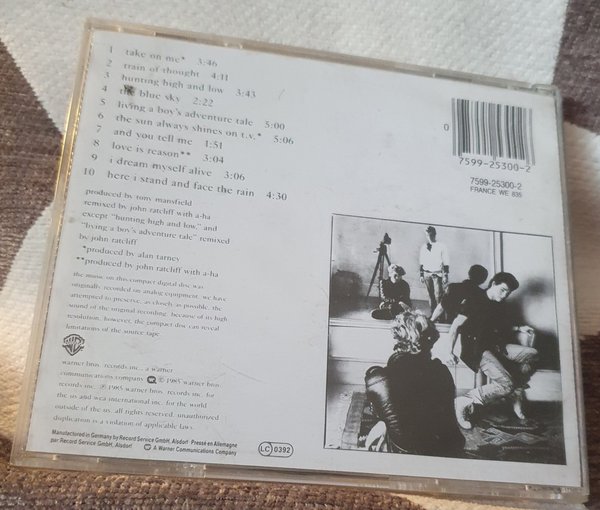 1 take on me* 3:46
2 train of thought 4:11
3 hunting high and low 3:43
4 the blue sky 2:22
5 living a boy's adventure tale 5:00
6 the sun always shines on t.v.* 5:06
7 and you tell me 1:51
8 love is reason** 3:04
9 i dream myself alive 3:06
10 here i stand and face the rain 4:30
produced by tony mansfield
remixed by john ratcliff with a-ha
except "hunting high and low," and
"living a boy's adventure tale" remixed
by john ratcliff
*produced by alan tarney
**produced by john ratcliff with a-ha
the music on this compact digital disc was
originally recorded on analog equipment. we have
attempted to preserve, as closely as possible, the
sound of the original recording. because of its high
resolution, however, the compact disc can reveal
limitations of the source tape.
0
7599-25300-2
7599-25300-2
FRANCE WE 835
WB
warner bros. records inc., a warner
communications company © 1985 warner bros.
records inc. ℗ 1985 warner bros. records inc. for
the us and wea international inc. for the world
outside of the us. all rights reserved. unauthorized
duplication is a violation of applicable laws.
Manufactured in Germany by Record Service GmbH, Alsdorf. Pressé en Allemagne
par Record Service GmbH, Alsdorf. A Warner Communications Company
LC 0392